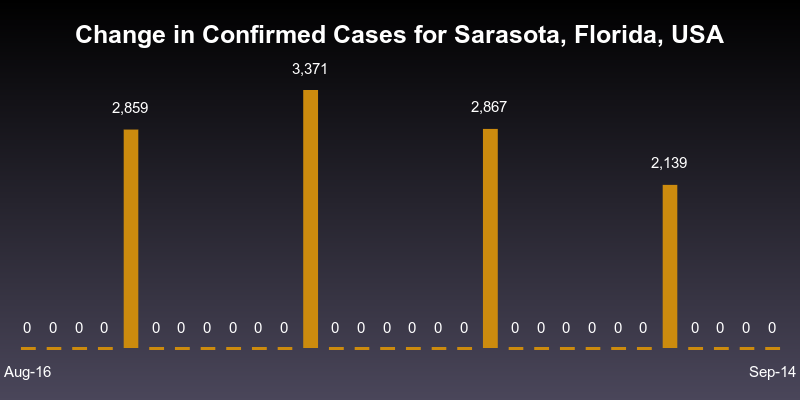 Change in Confirmed Cases for Sarasota, Florida, USA
3,371
2,859
2,867
2,139
0 0 0 0 0 0 0 0 0 0 0 0 0 0 0 0 0 0 0 0 0 0 0 0 0 0
Aug-16 Sep-14